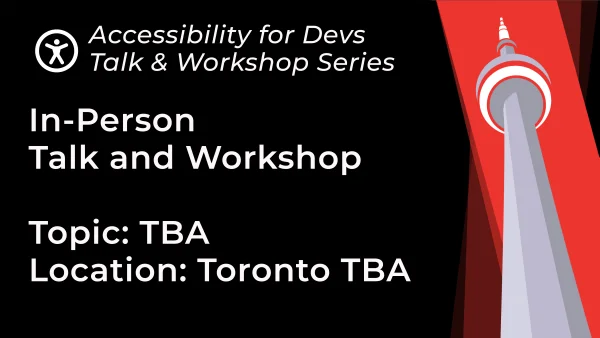 Accessibility for Devs
Talk & Workshop Series
In-Person
Talk and Workshop
Topic: TBA
Location: Toronto TBA